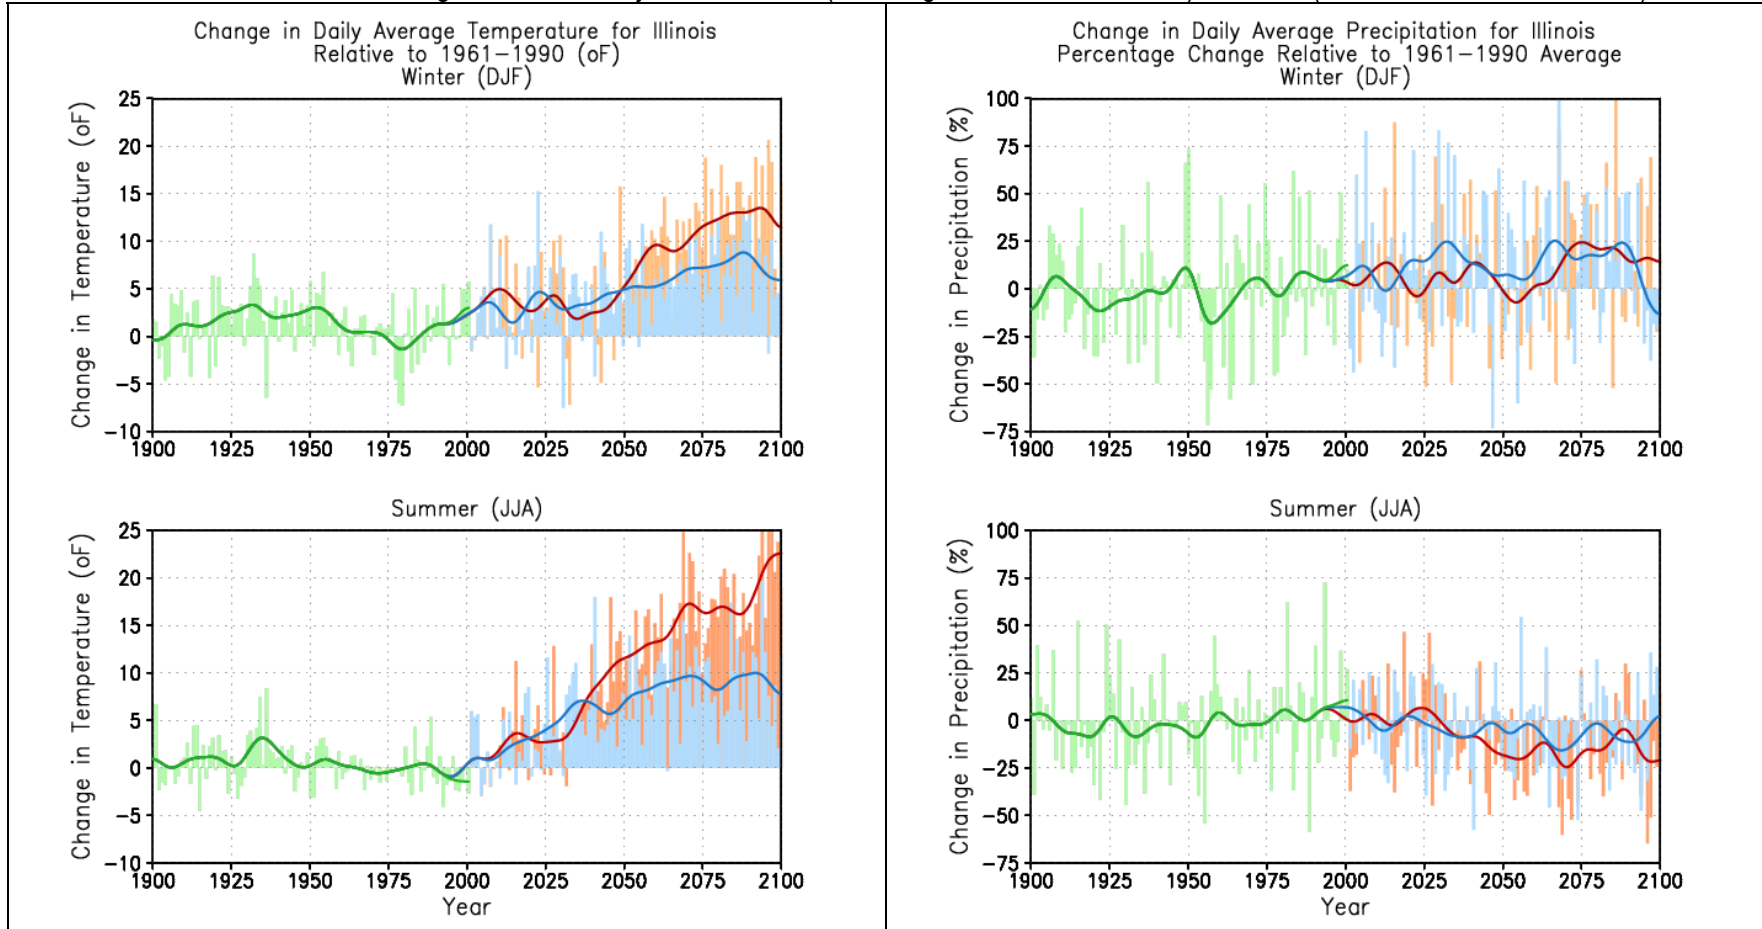 Change in Daily Average Temperature for Illinois
Relative to 1961−1990 (oF)
Winter (DJF)
Change in Temperature (oF)
25
20
15
10
5
0
−5
−10
1900 1925 1950 1975 2000 2025 2050 2075 2100
Summer (JJA)
Change in Temperature (oF)
25
20
15
10
5
0
−5
−10
1900 1925 1950 1975 2000 2025 2050 2075 2100
Year
Change in Daily Average Precipitation for Illinois
Percentage Change Relative to 1961−1990 Average
Winter (DJF)
Change in Precipitation (%)
100
75
50
25
0
−25
−50
−75
1900 1925 1950 1975 2000 2025 2050 2075 2100
Summer (JJA)
Change in Precipitation (%)
100
75
50
25
0
−25
−50
−75
1900 1925 1950 1975 2000 2025 2050 2075 2100
Year